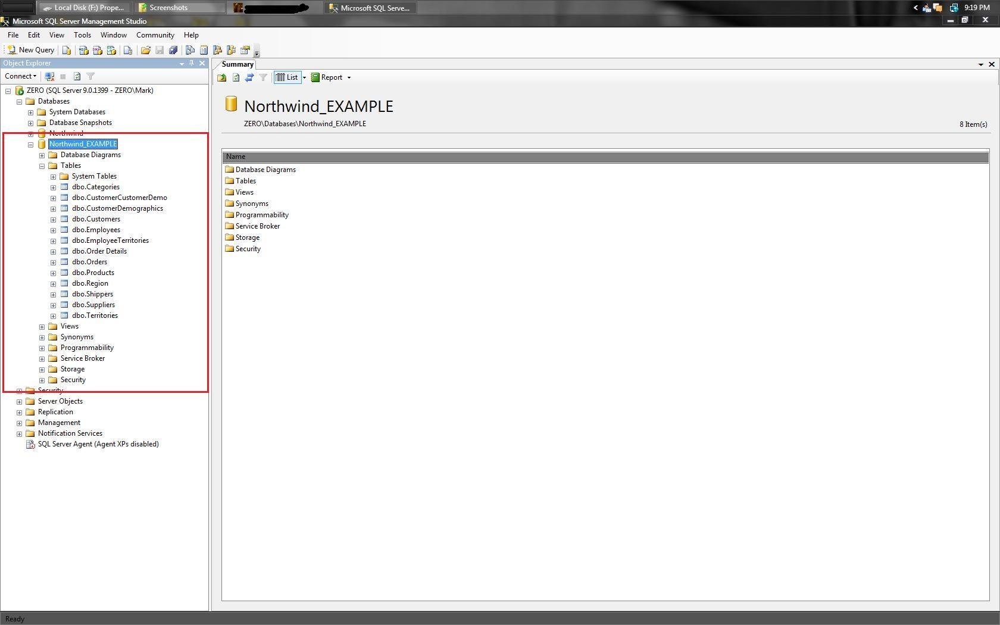 Local Disk (F:) Prope...
Screenshots
Microsoft SQL Serve...
9:19 PM
Microsoft SQL Server Management Studio
File Edit View Tools Window Community Help
New Query
Object Explorer
Summary
Connect
List
Report
ZERO (SQL Server 9.0.1399 - ZERO\Mark)
Databases
System Databases
Database Snapshots
Northwind
Northwind_EXAMPLE
Database Diagrams
Tables
System Tables
dbo.Categories
dbo.CustomerCustomerDemo
dbo.CustomerDemographics
dbo.Customers
dbo.Employees
dbo.EmployeeTerritories
dbo.Order Details
dbo.Orders
dbo.Products
dbo.Region
dbo.Shippers
dbo.Suppliers
dbo.Territories
Views
Synonyms
Programmability
Service Broker
Storage
Security
Security
Server Objects
Replication
Management
Notification Services
SQL Server Agent (Agent XPs disabled)
Northwind_EXAMPLE
ZERO\Databases\Northwind_EXAMPLE
8 Item(s)
Name
Database Diagrams
Tables
Views
Synonyms
Programmability
Service Broker
Storage
Security
Ready